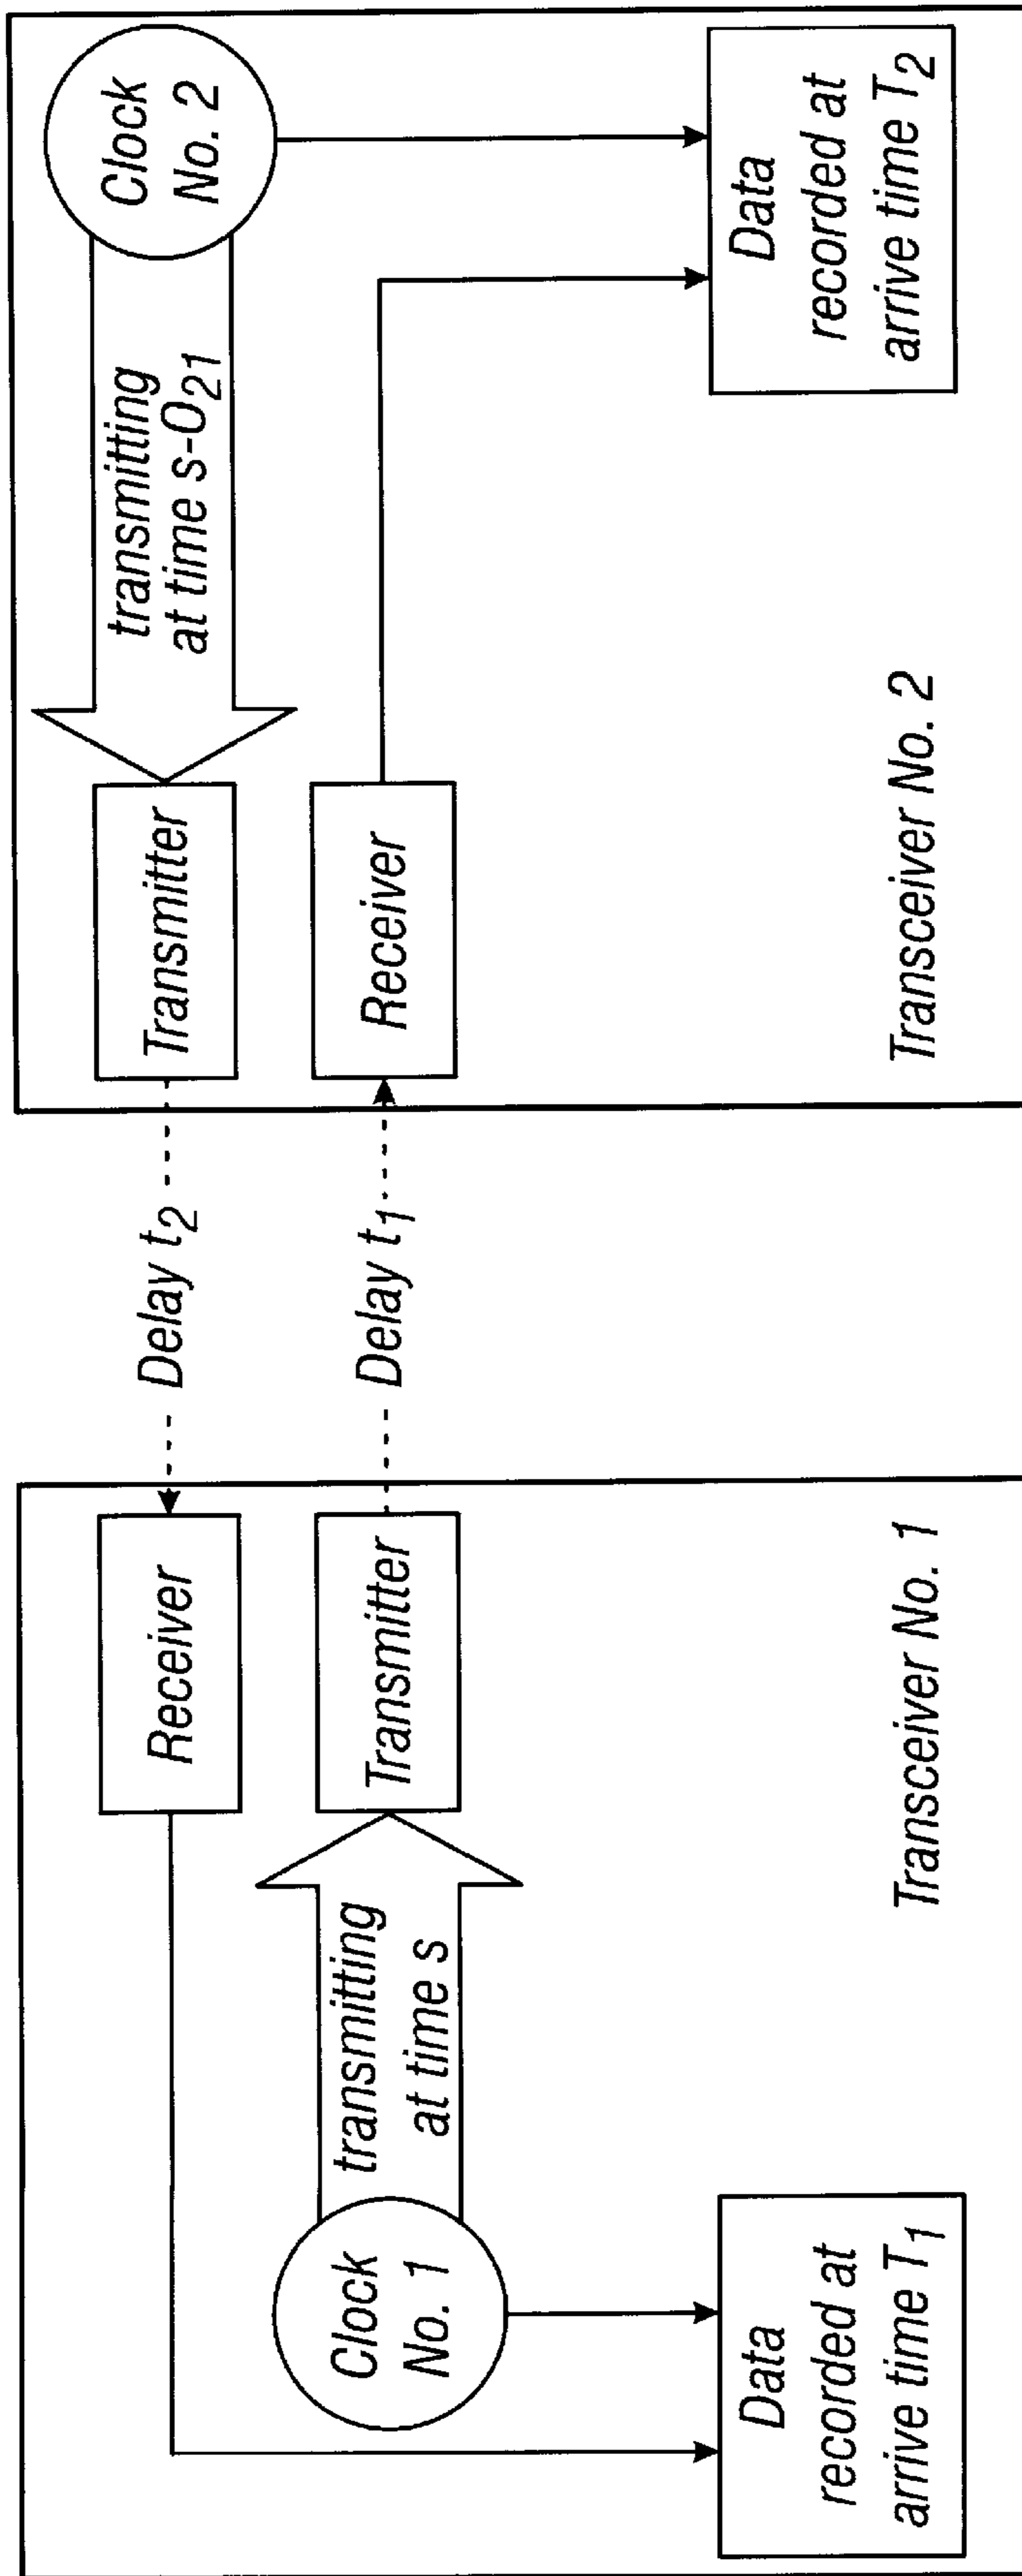 Receiver
Delay t2
Transmitter
transmitting
at time s-O21
Clock
No. 2
Clock
No. 1
transmitting
at time s
Transmitter
Delay t1
Receiver
Data
recorded at
arrive time T1
Data
recorded at
arrive time T2
Transceiver No. 1
Transceiver No. 2